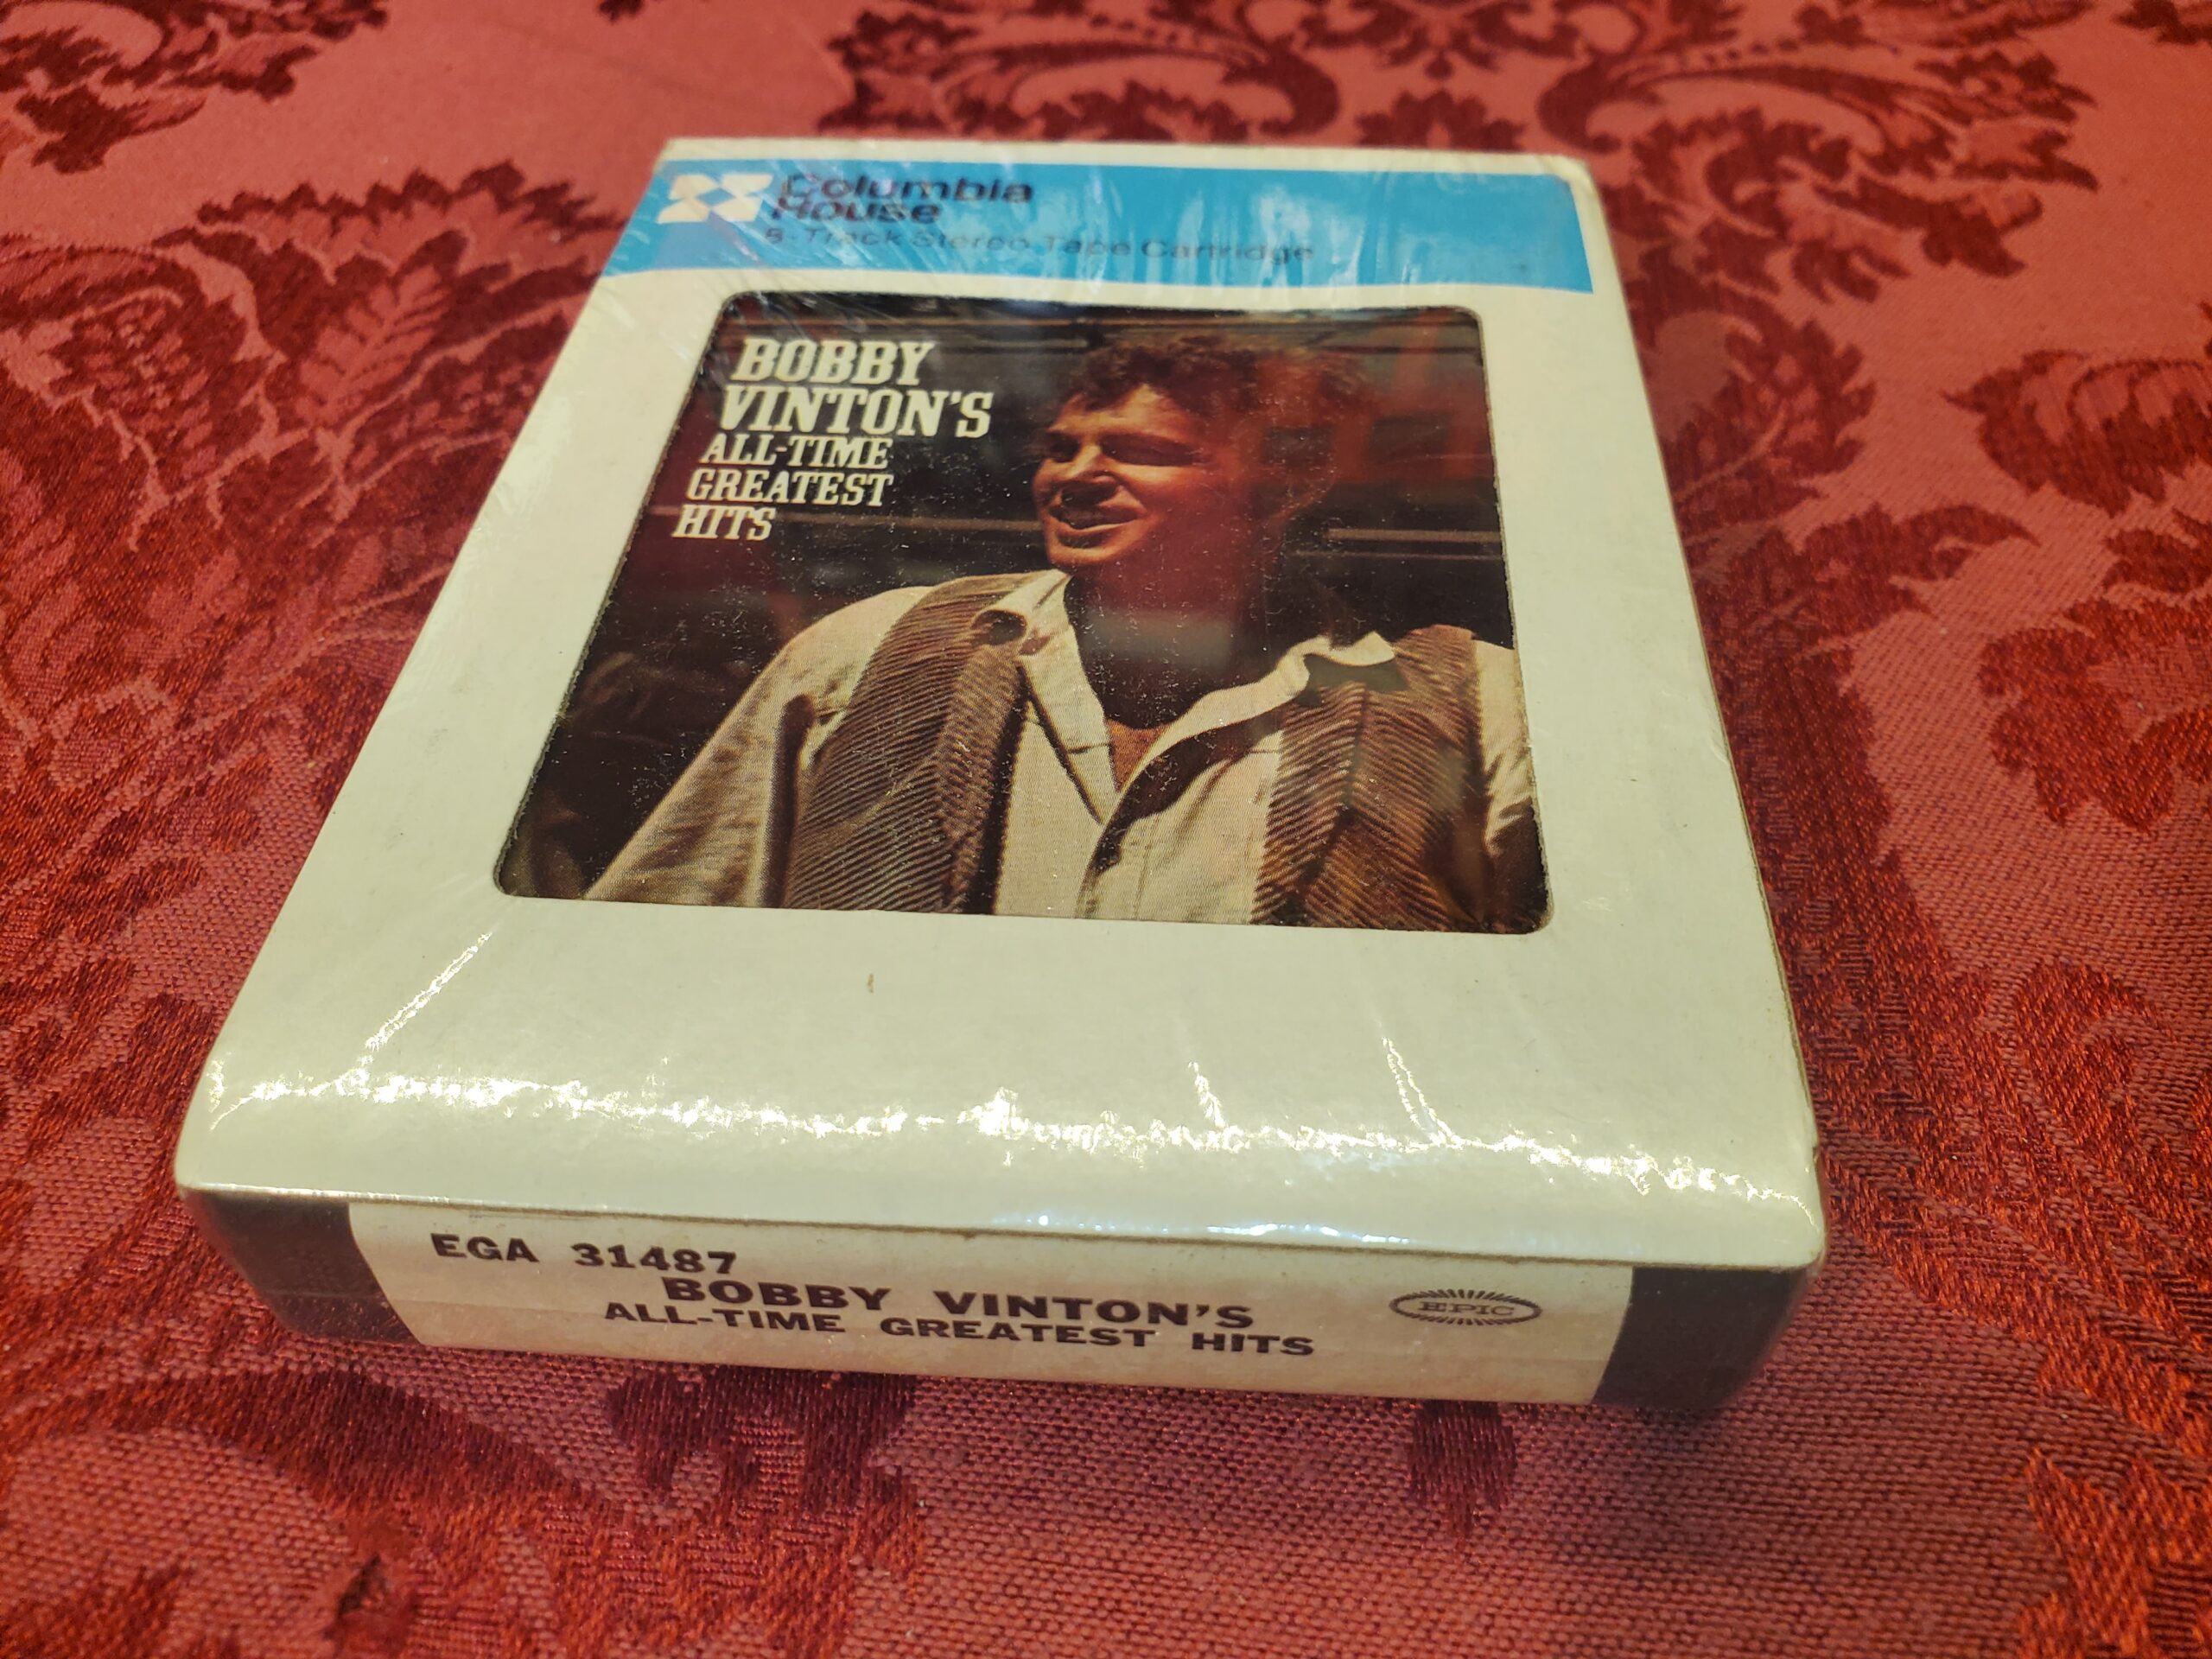 Columbia
House
8-Track Stereo Tape Cartridge
BOBBY
VINTON'S
ALL-TIME
GREATEST
HITS
EGA 31487
BOBBY VINTON'S
ALL-TIME GREATEST HITS
EPIC